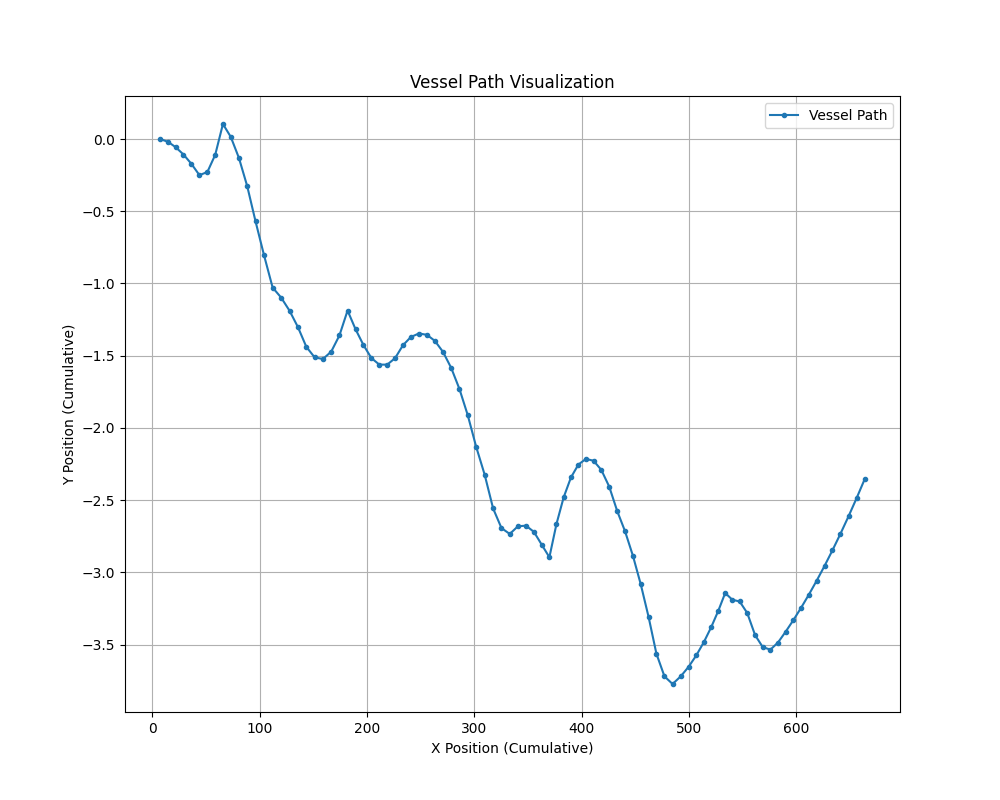 Vessel Path Visualization
Vessel Path
0.0
−0.5
−1.0
−1.5
−2.0
−2.5
−3.0
−3.5
Y Position (Cumulative)
0 100 200 300 400 500 600
X Position (Cumulative)